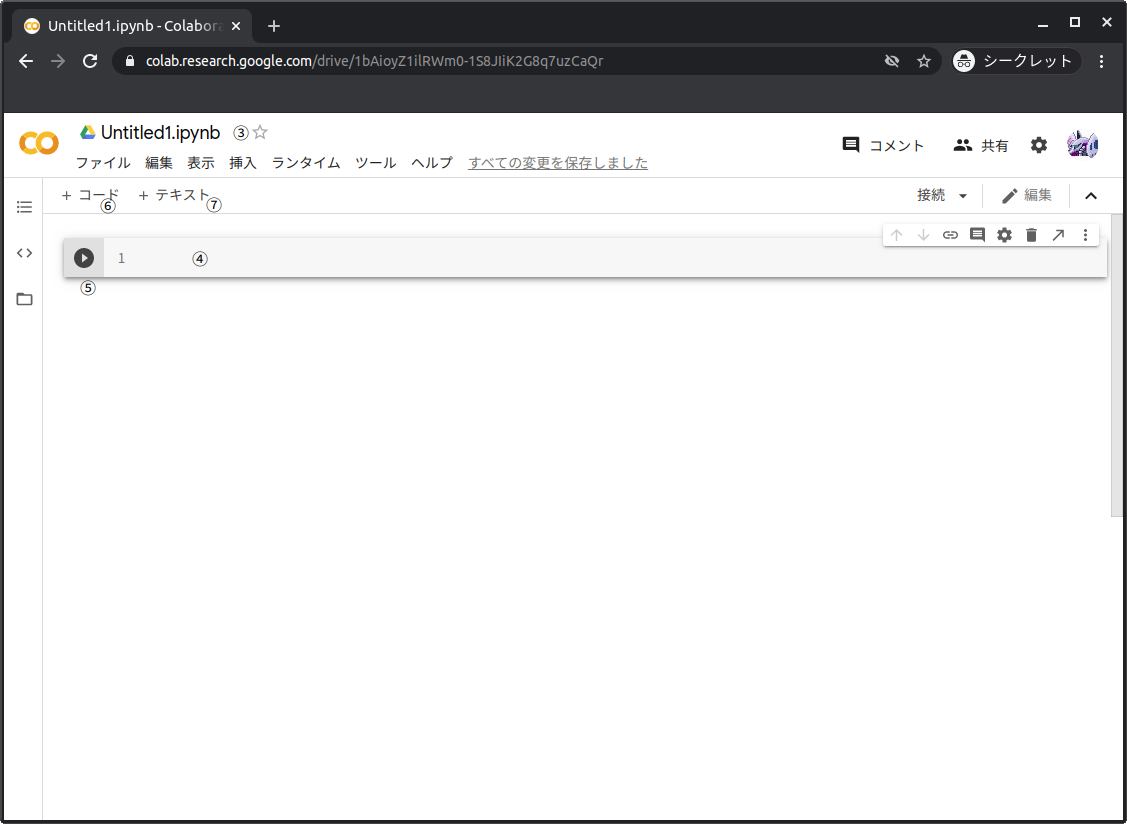 Untitled1.ipynb - Colabora
colab.research.google.com/drive/1bAioyZ1ilRWm0-1S8JIiK2G8q7uzCaQr
シークレット
Untitled1.ipynb ③
コメント 共有
ファイル 編集 表示 挿入 ランタイム ツール ヘルプ すべての変更を保存しました
+ コード + テキスト 接続 編集
⑥ ⑦
1 ④
⑤